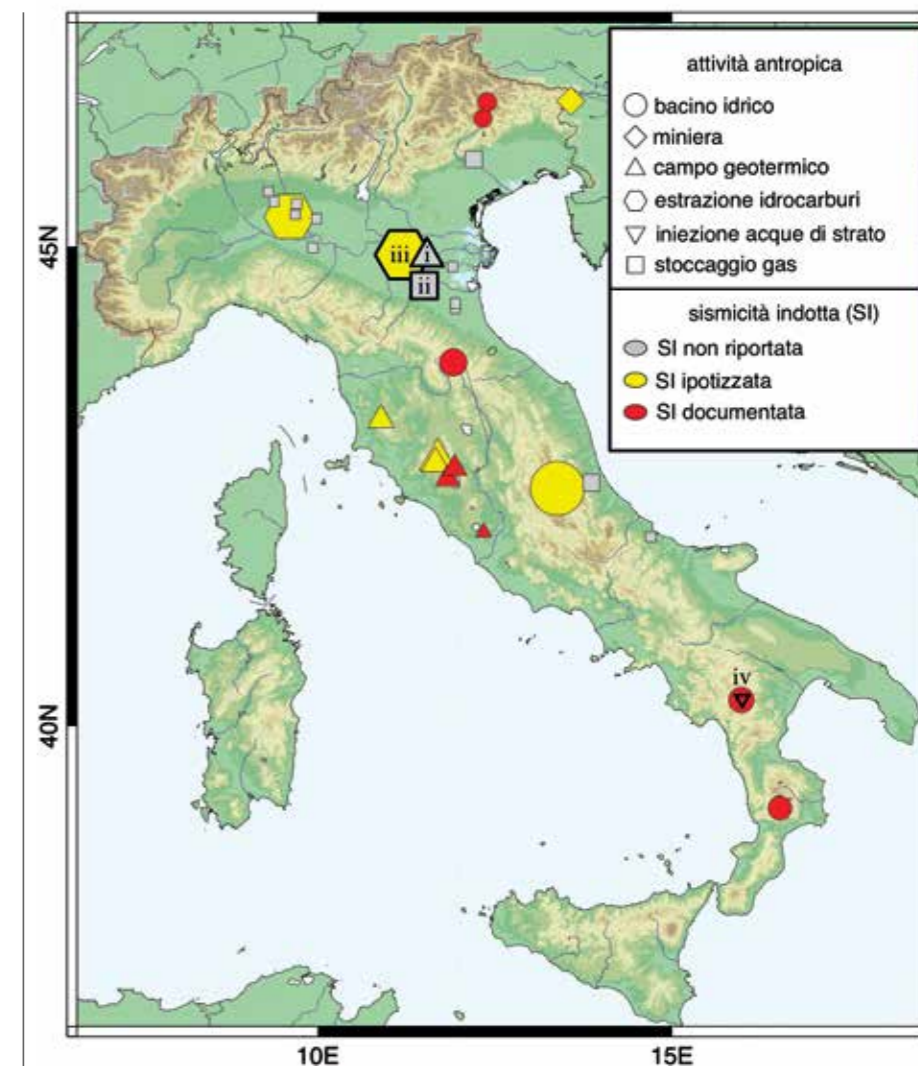 attività antropica
bacino idrico
miniera
campo geotermico
estrazione idrocarburi
iniezione acque di strato
stoccaggio gas
sismicità indotta (SI)
SI non riportata
SI ipotizzata
SI documentata
45N
iii
i
ii
iv
40N
10E
15E